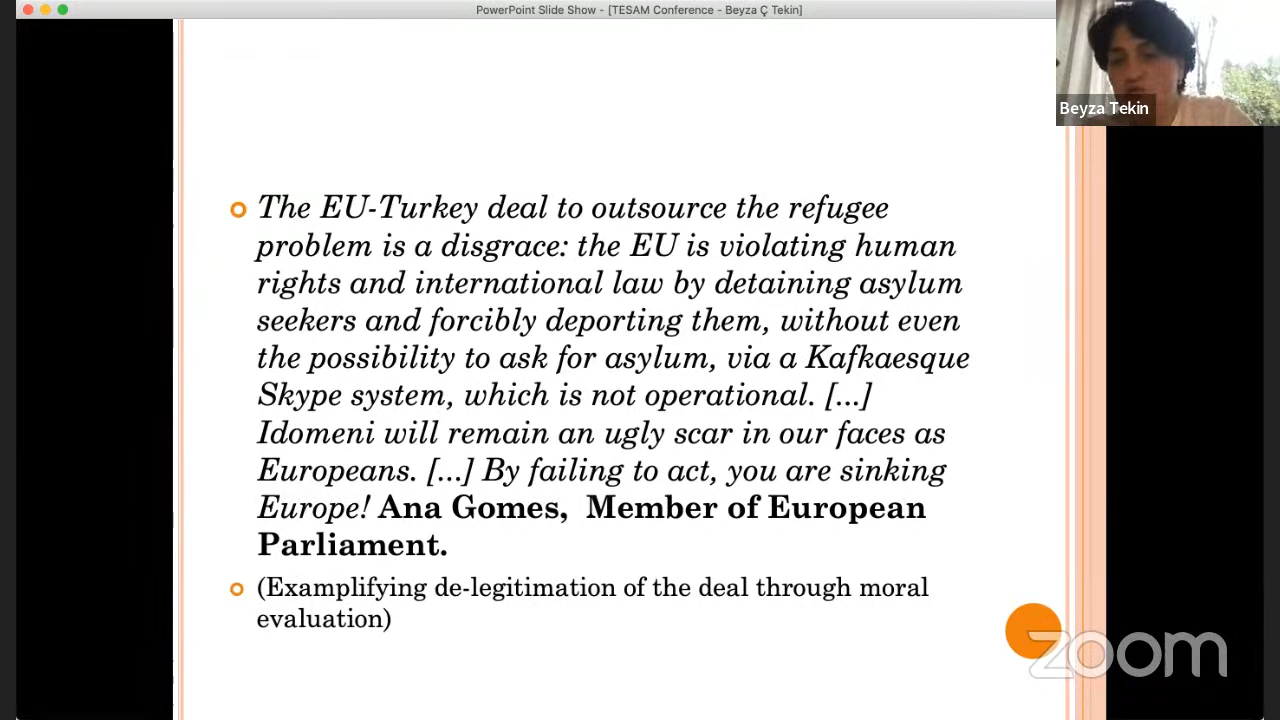 PowerPoint Slide Show - [TESAM Conference - Beyza Ç Tekin]
Beyza Tekin
The EU-Turkey deal to outsource the refugee
problem is a disgrace: the EU is violating human
rights and international law by detaining asylum
seekers and forcibly deporting them, without even
the possibility to ask for asylum, via a Kafkaesque
Skype system, which is not operational. [...]
Idomeni will remain an ugly scar in our faces as
Europeans. [...] By failing to act, you are sinking
Europe! Ana Gomes, Member of European
Parliament.
(Examplifying de-legitimation of the deal through moral
evaluation)
zoom